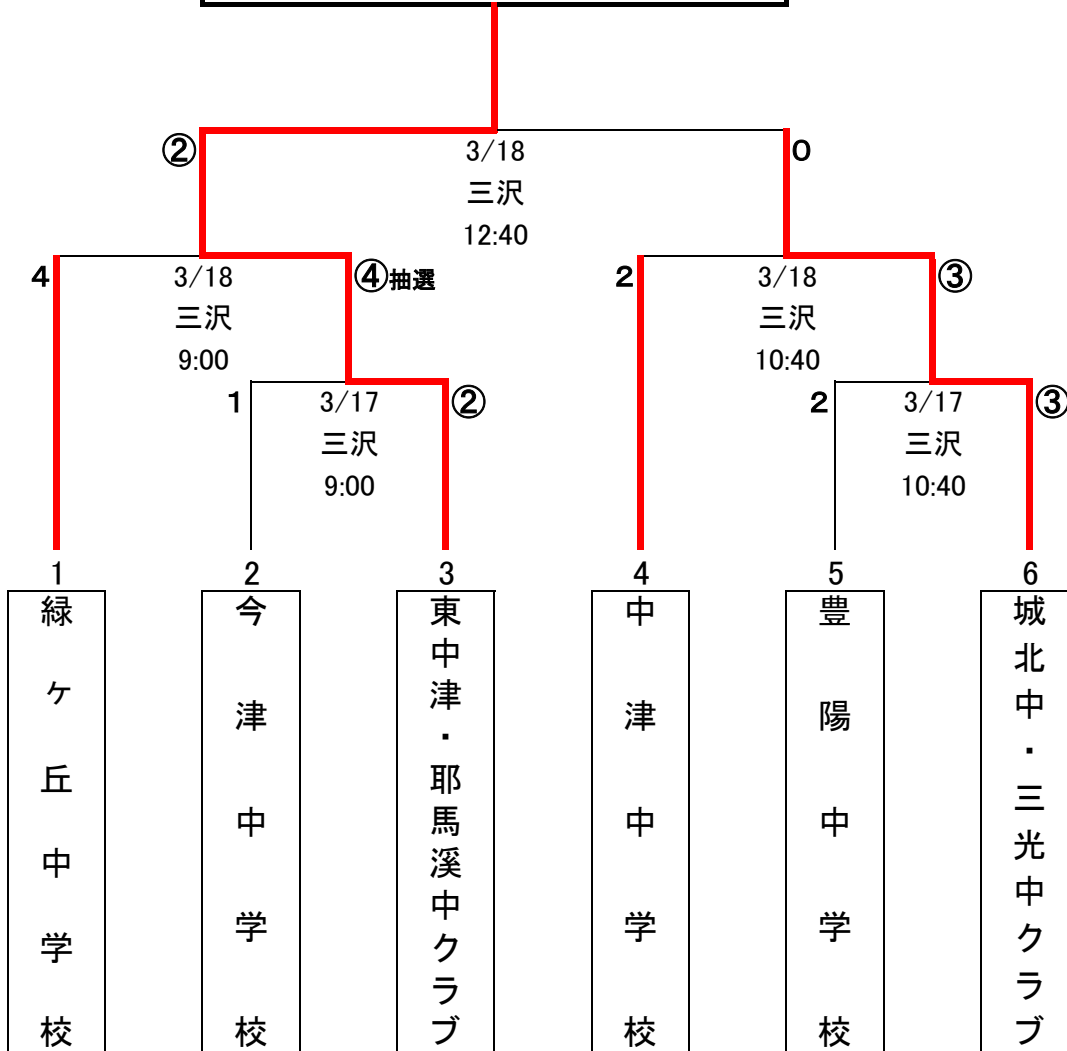 ②
3/18
三沢
12:40
0
4
3/18
三沢
9:00
④抽選
2
3/18
三沢
10:40
③
1
3/17
三沢
9:00
②
2
3/17
三沢
10:40
③
1
緑ヶ丘中学校
2
今津中学校
3
東中津・耶馬溪中クラブ
4
中津中学校
5
豊陽中学校
6
城北中・三光中クラブ